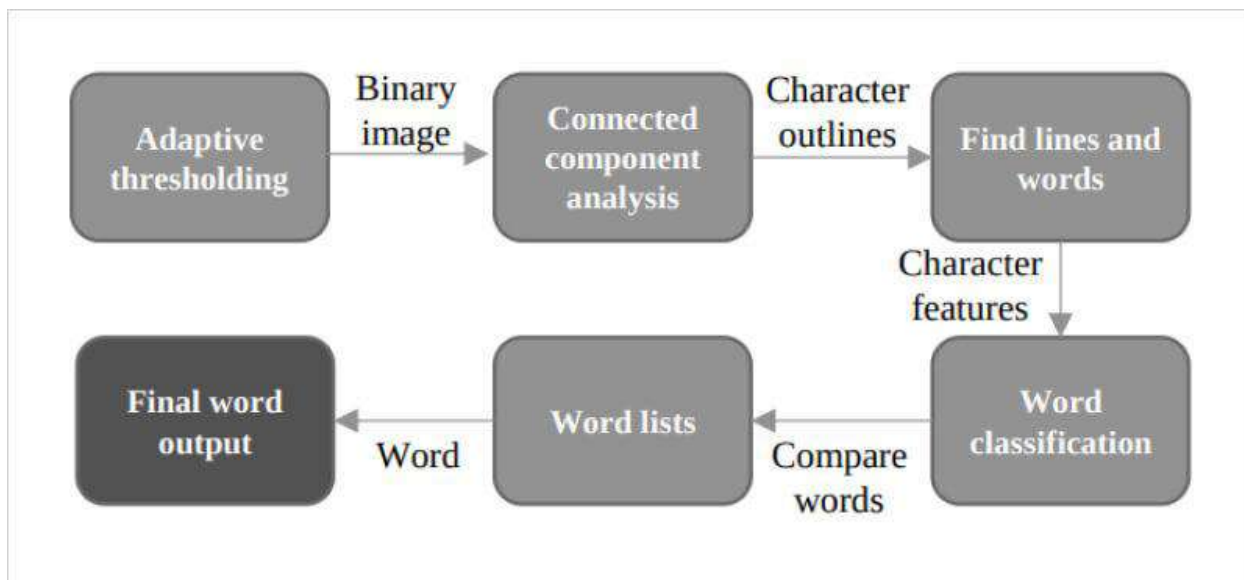 Adaptive
thresholding
Binary
image
Connected
component
analysis
Character
outlines
Find lines and
words
Character
features
Word
classification
Compare
words
Word lists
Word
Final word
output